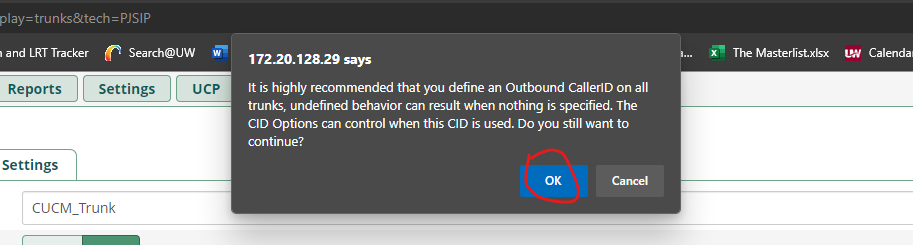 play=trunks&tech=PJSIP
n and LRT Tracker
Search@UW
172.20.128.29 says
a...
The Masterlist.xlsx
UW
Calendar
It is highly recommended that you define an Outbound CallerID on all
trunks, undefined behavior can result when nothing is specified. The
CID Options can control when this CID is used. Do you still want to
continue?
Reports
Settings
UCP
OK
Cancel
Settings
CUCM_Trunk